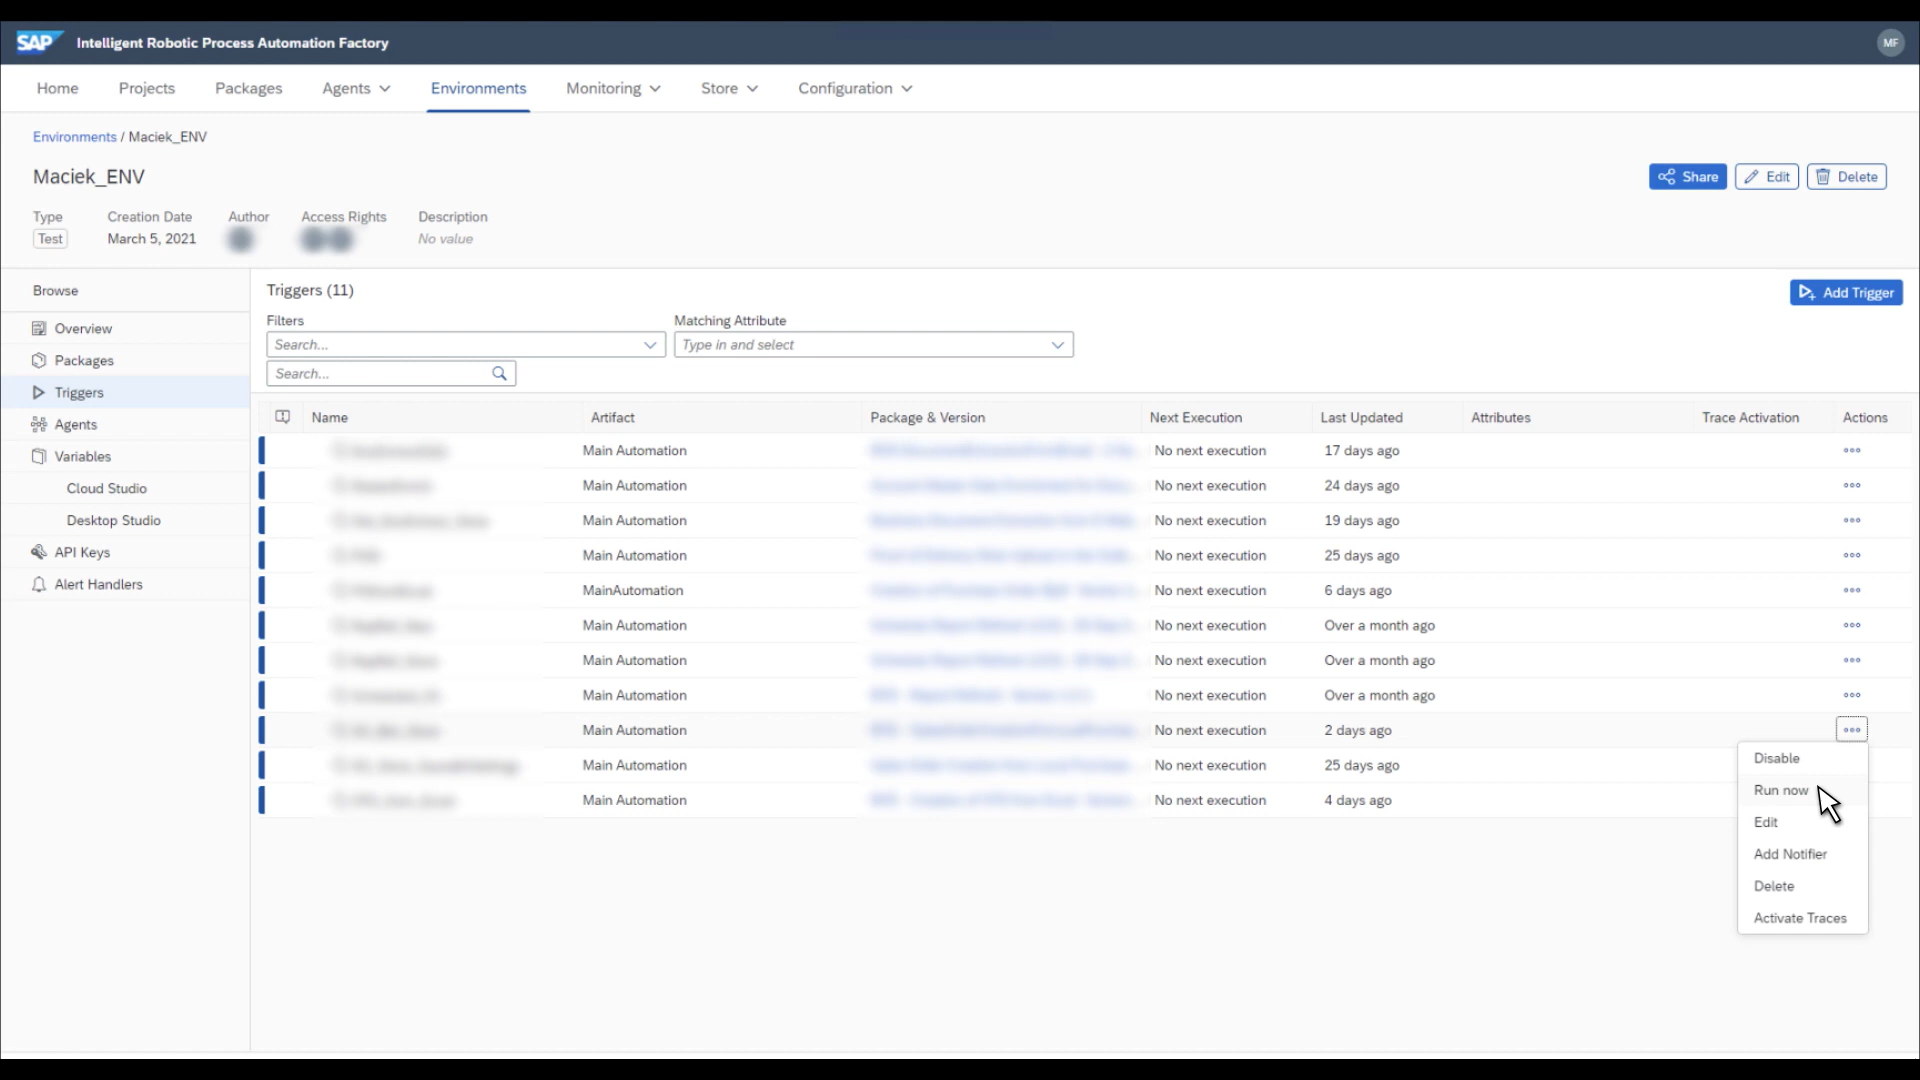 SAP Intelligent Robotic Process Automation Factory MF
Home Projects Packages Agents Environments Monitoring Store Configuration
Environments / Maciek_ENV
Maciek_ENV
Share Edit Delete
Type Creation Date Author Access Rights Description
Test March 5, 2021 No value
Browse
Overview
Packages
Triggers
Agents
Variables
Cloud Studio
Desktop Studio
API Keys
Alert Handlers
Triggers (11)
Add Trigger
Filters Matching Attribute
Search... Type in and select
Search...
Name Artifact Package & Version Next Execution Last Updated Attributes Trace Activation Actions
Main Automation No next execution 17 days ago
Main Automation No next execution 24 days ago
Main Automation No next execution 19 days ago
Main Automation No next execution 25 days ago
MainAutomation No next execution 6 days ago
Main Automation No next execution Over a month ago
Main Automation No next execution Over a month ago
Main Automation No next execution Over a month ago
Main Automation No next execution 2 days ago
Main Automation No next execution 25 days ago
Main Automation No next execution 4 days ago
Disable
Run now
Edit
Add Notifier
Delete
Activate Traces